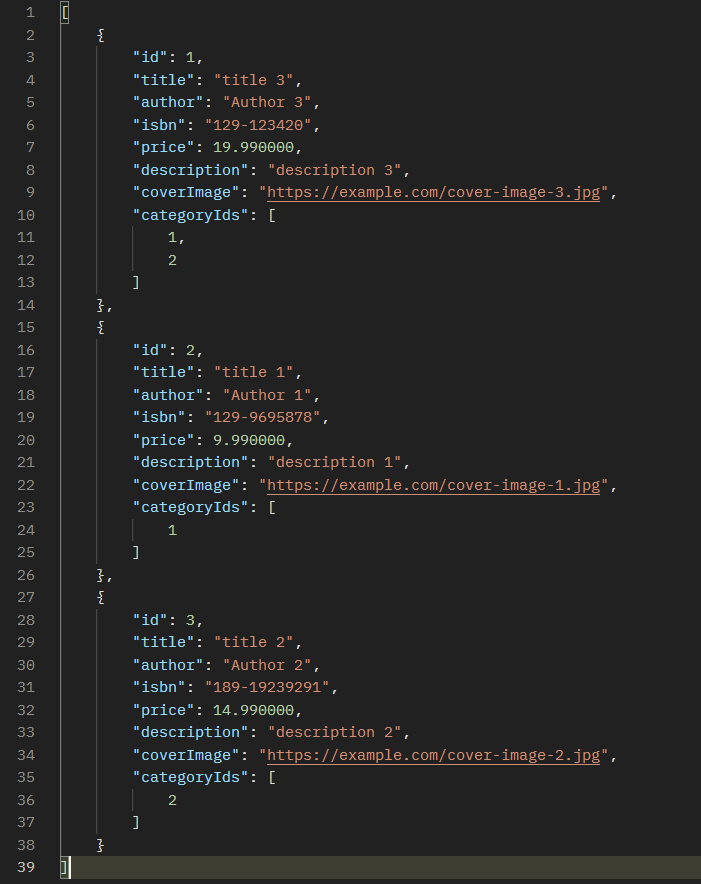 1 [
2     {
3         "id": 1,
4         "title": "title 3",
5         "author": "Author 3",
6         "isbn": "129-123420",
7         "price": 19.990000,
8         "description": "description 3",
9         "coverImage": "https://example.com/cover-image-3.jpg",
10         "categoryIds": [
11             1,
12             2
13         ]
14     },
15     {
16         "id": 2,
17         "title": "title 1",
18         "author": "Author 1",
19         "isbn": "129-9695878",
20         "price": 9.990000,
21         "description": "description 1",
22         "coverImage": "https://example.com/cover-image-1.jpg",
23         "categoryIds": [
24             1
25         ]
26     },
27     {
28         "id": 3,
29         "title": "title 2",
30         "author": "Author 2",
31         "isbn": "189-19239291",
32         "price": 14.990000,
33         "description": "description 2",
34         "coverImage": "https://example.com/cover-image-2.jpg",
35         "categoryIds": [
36             2
37         ]
38     }
39 ]